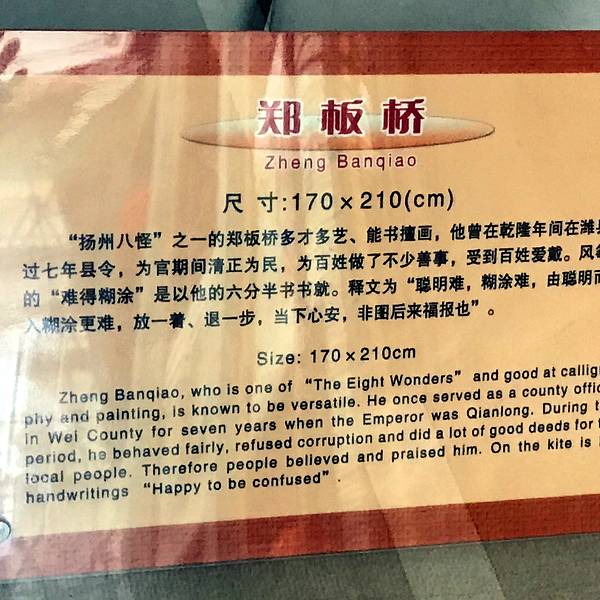 郑板桥
Zheng Banqiao
尺 寸:170×210(cm)
“扬州八怪”之一的郑板桥多才多艺、能书擅画，他曾在乾隆年间在潍
过七年县令，为官期间清正为民，为百姓做了不少善事，受到百姓爱戴。风
的“难得糊涂”是以他的六分半书书就。释文为“聪明难，糊涂难，由聪明而
入糊涂更难，放一着、退一步，当下心安，非图后来福报也”。
Size: 170×210cm
Zheng Banqiao, who is one of “The Eight Wonders” and good at calligr
phy and painting, is known to be versatile. He once served as a county offic
in Wei County for seven years when the Emperor was Qianlong. During t
period, he behaved fairly, refused corruption and did a lot of good deeds for t
local people. Therefore people believed and praised him. On the kite is
handwritings “Happy to be confused”.